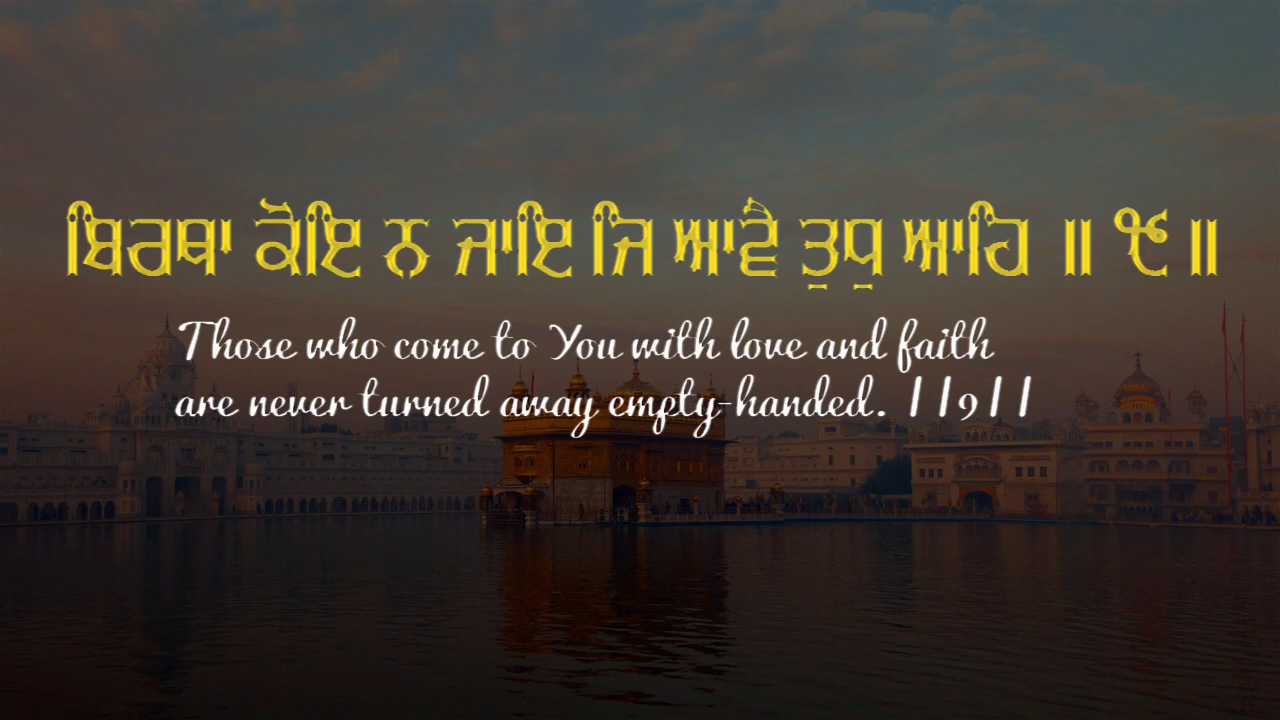 ਬਿਰਥਾ ਕੋਇ ਨ ਜਾਇ ਜਿ ਆਵੈ ਤੁਧੁ ਆਹਿ ॥ ੯ ॥
Those who come to You with love and faith
are never turned away empty-handed. ||9||